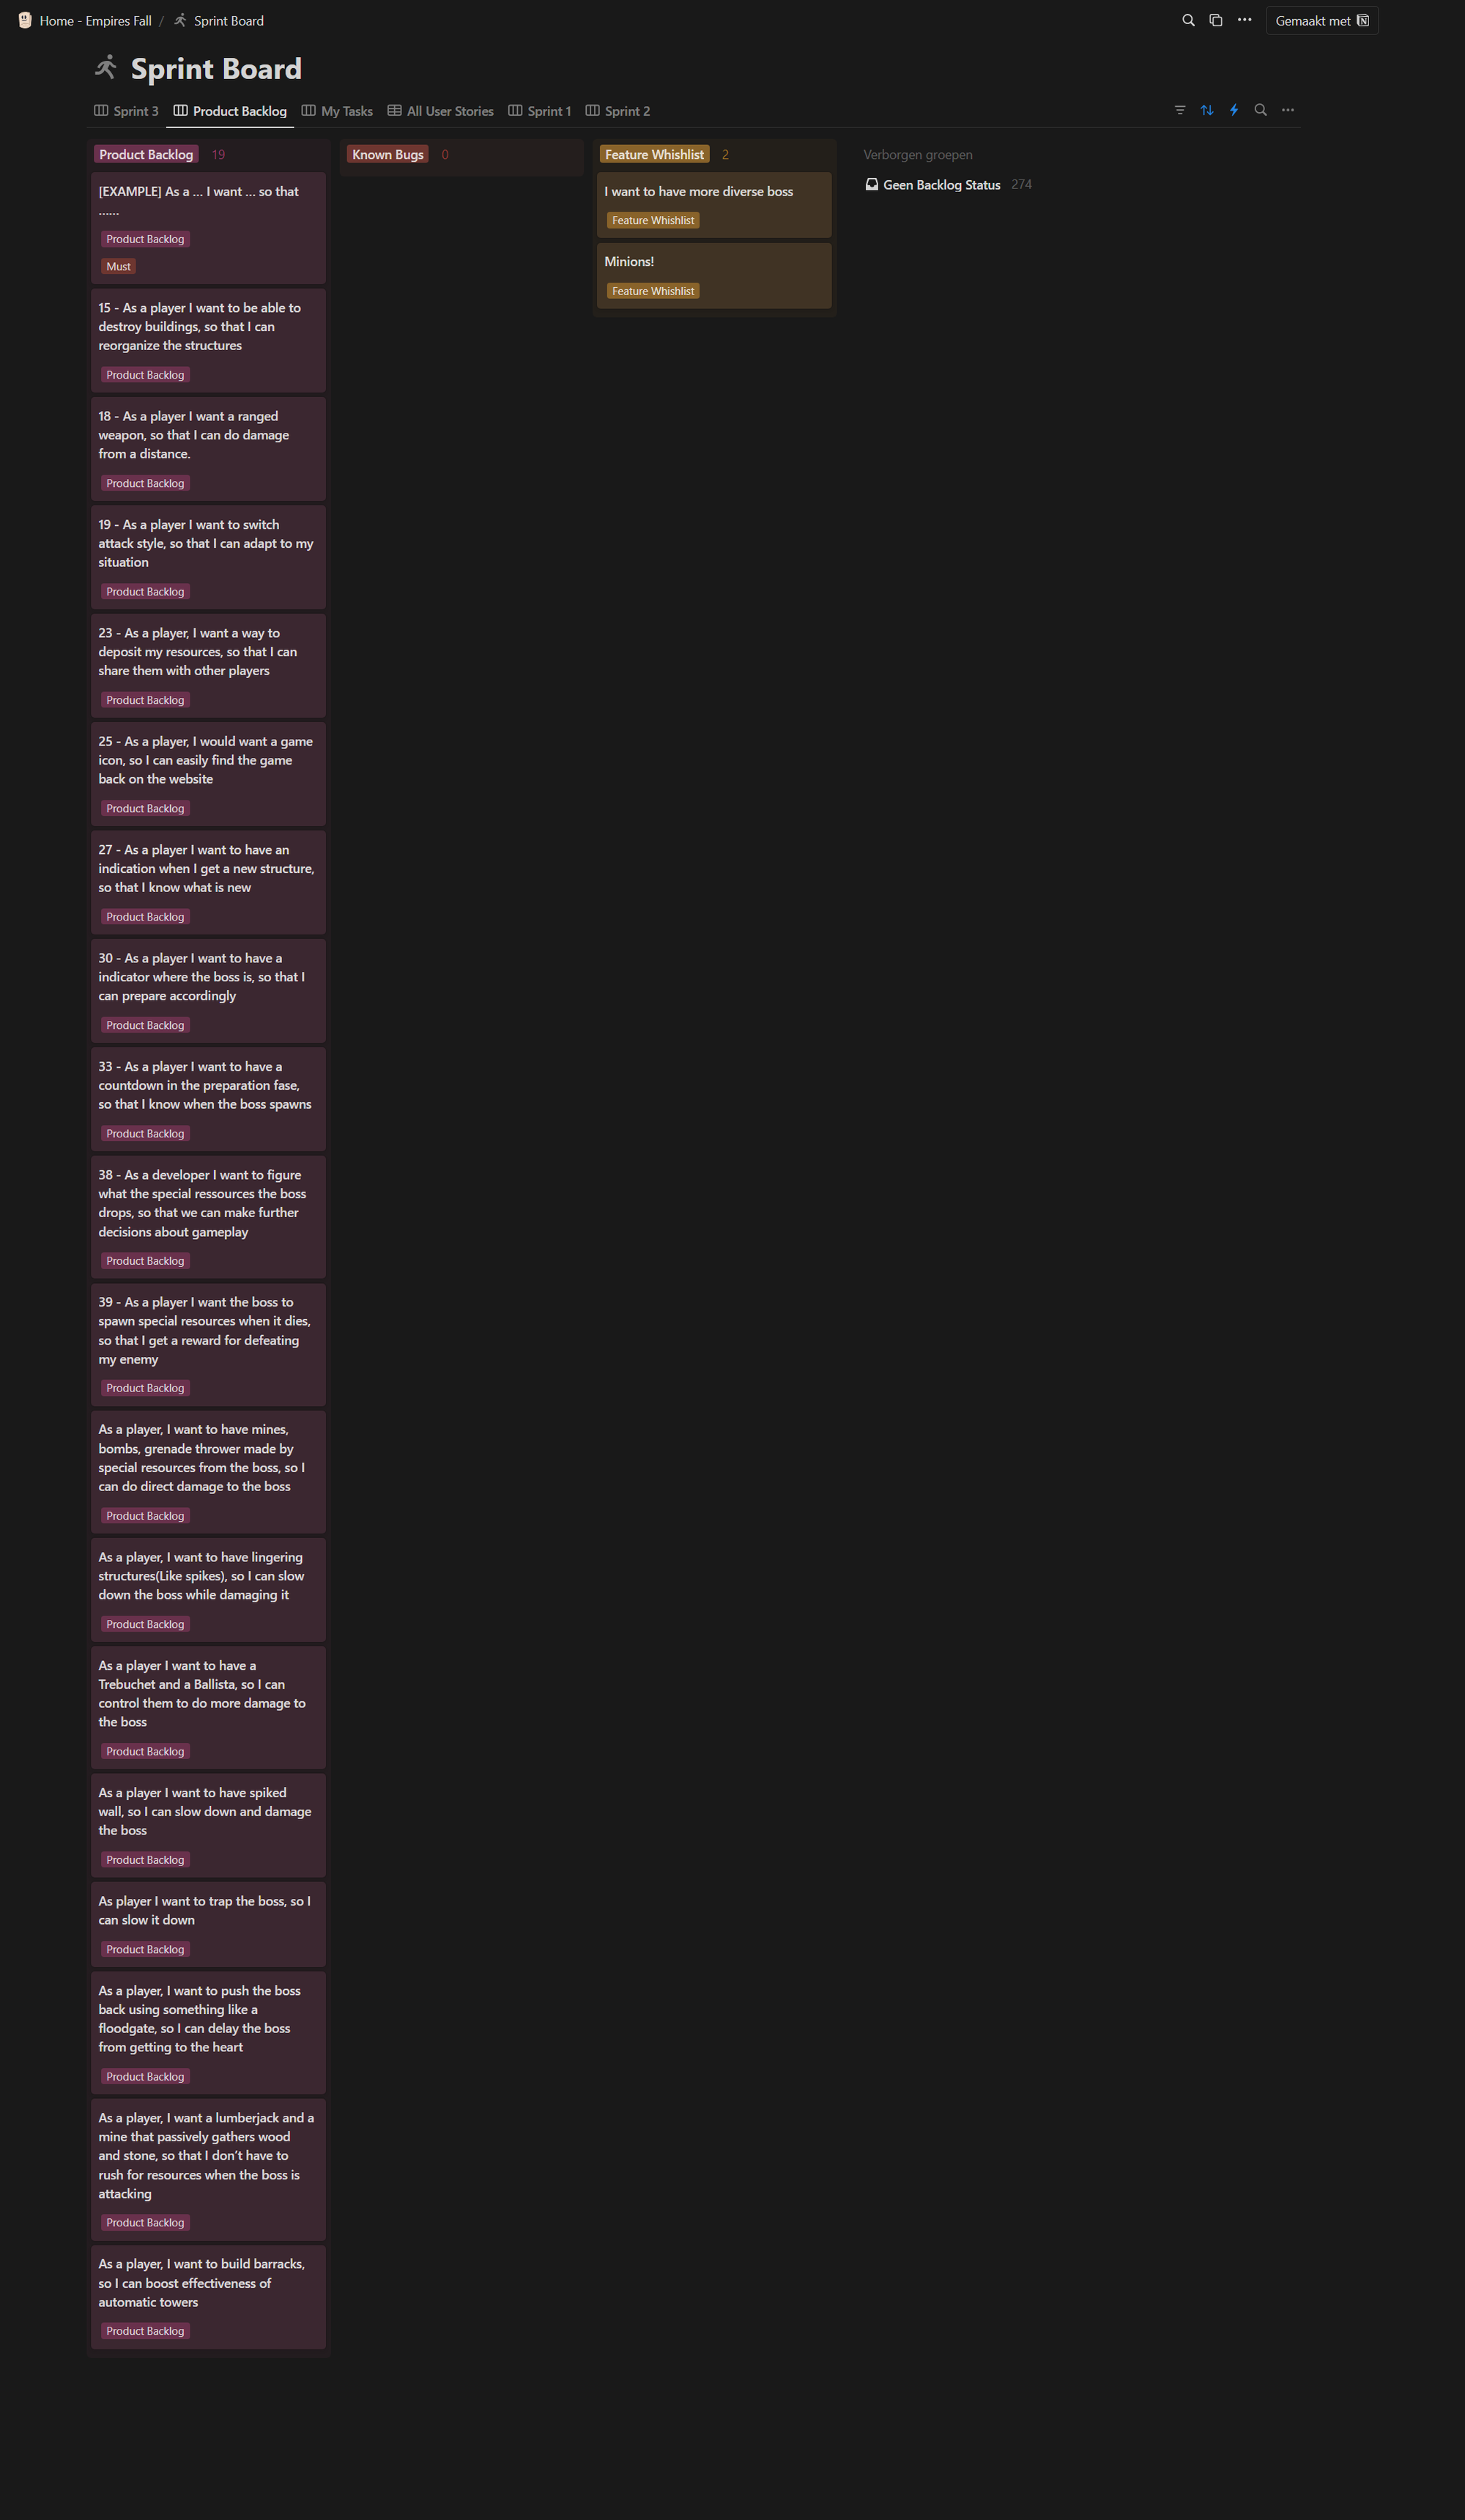 Home - Empires Fall / Sprint Board
Gemaakt met
Sprint Board
Sprint 3
Product Backlog
My Tasks
All User Stories
Sprint 1
Sprint 2
Product Backlog 19
[EXAMPLE] As a ... I want ... so that
......
Product Backlog
Must
15 - As a player I want to be able to
destroy buildings, so that I can
reorganize the structures
Product Backlog
18 - As a player I want a ranged
weapon, so that I can do damage
from a distance.
Product Backlog
19 - As a player I want to switch
attack style, so that I can adapt to my
situation
Product Backlog
23 - As a player, I want a way to
deposit my resources, so that I can
share them with other players
Product Backlog
25 - As a player, I would want a game
icon, so I can easily find the game
back on the website
Product Backlog
27 - As a player I want to have an
indication when I get a new structure,
so that I know what is new
Product Backlog
30 - As a player I want to have a
indicator where the boss is, so that I
can prepare accordingly
Product Backlog
33 - As a player I want to have a
countdown in the preparation fase,
so that I know when the boss spawns
Product Backlog
38 - As a developer I want to figure
what the special ressources the boss
drops, so that we can make further
decisions about gameplay
Product Backlog
39 - As a player I want the boss to
spawn special resources when it dies,
so that I get a reward for defeating
my enemy
Product Backlog
As a player, I want to have mines,
bombs, grenade thrower made by
special resources from the boss, so I
can do direct damage to the boss
Product Backlog
As a player, I want to have lingering
structures(Like spikes), so I can slow
down the boss while damaging it
Product Backlog
As a player I want to have a
Trebuchet and a Ballista, so I can
control them to do more damage to
the boss
Product Backlog
As a player I want to have spiked
wall, so I can slow down and damage
the boss
Product Backlog
As player I want to trap the boss, so I
can slow it down
Product Backlog
As a player, I want to push the boss
back using something like a
floodgate, so I can delay the boss
from getting to the heart
Product Backlog
As a player, I want a lumberjack and a
mine that passively gathers wood
and stone, so that I don't have to
rush for resources when the boss is
attacking
Product Backlog
As a player, I want to build barracks,
so I can boost effectiveness of
automatic towers
Product Backlog
Known Bugs 0
Feature Whishlist 2
I want to have more diverse boss
Feature Whishlist
Minions!
Feature Whishlist
Verborgen groepen
Geen Backlog Status 274